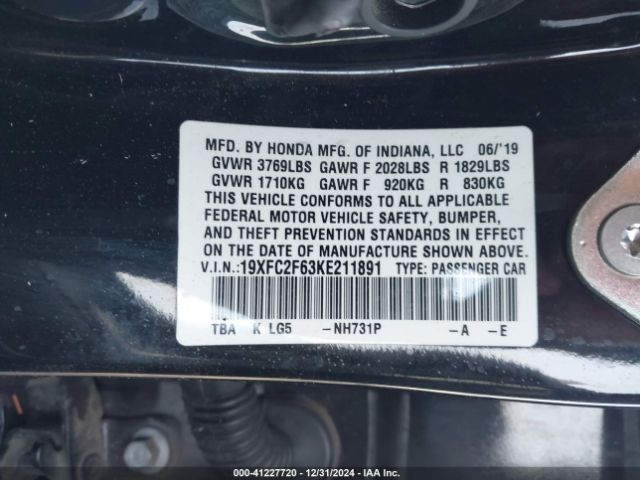 MFD. BY HONDA MFG. OF INDIANA, LLC 06/'19
GVWR 3769LBS GAWR F 2028LBS R 1829LBS
GVWR 1710KG GAWR F 920KG R 830KG
THIS VEHICLE CONFORMS TO ALL APPLICABLE
FEDERAL MOTOR VEHICLE SAFETY, BUMPER,
AND THEFT PREVENTION STANDARDS IN EFFECT
ON THE DATE OF MANUFACTURE SHOWN ABOVE.
V.I.N.:19XFC2F63KE211891 TYPE: PASSENGER CAR
TBA K LG5 -NH731P -A -E
000-41227720 - 12/31/2024 - IAA Inc.